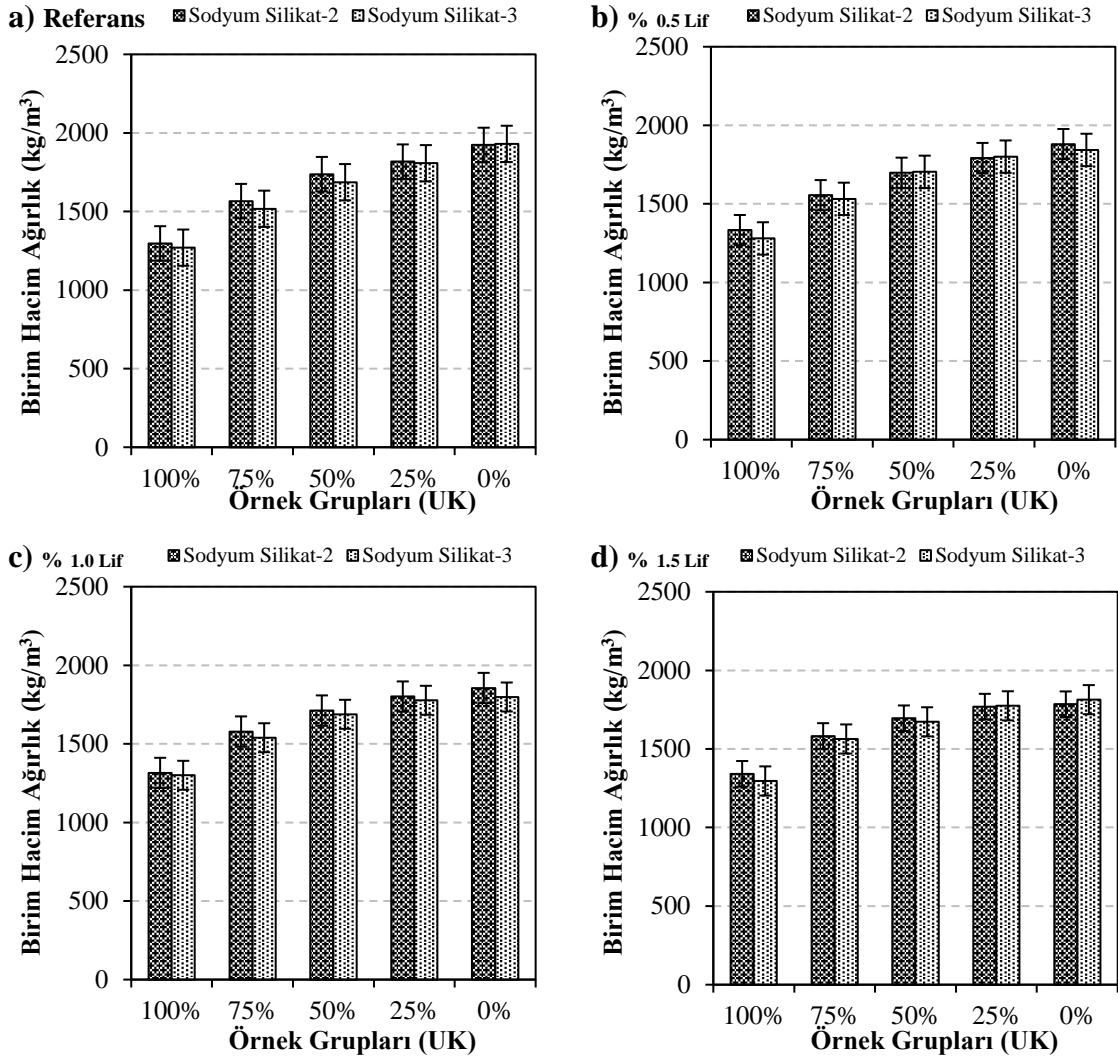 a) Referans
Sodyum Silikat-2 Sodyum Silikat-3
2500
2000
1500
1000
500
0
Birim Hacim Ağırlık (kg/m³)
100% 75% 50% 25% 0%
Örnek Grupları (UK)
b) % 0.5 Lif
Sodyum Silikat-2 Sodyum Silikat-3
2500
2000
1500
1000
500
0
Birim Hacim Ağırlık (kg/m³)
100% 75% 50% 25% 0%
Örnek Grupları (UK)
c) % 1.0 Lif
Sodyum Silikat-2 Sodyum Silikat-3
2500
2000
1500
1000
500
0
Birim Hacim Ağırlık (kg/m³)
100% 75% 50% 25% 0%
Örnek Grupları (UK)
d) % 1.5 Lif
Sodyum Silikat-2 Sodyum Silikat-3
2500
2000
1500
1000
500
0
Birim Hacim Ağırlık (kg/m³)
100% 75% 50% 25% 0%
Örnek Grupları (UK)